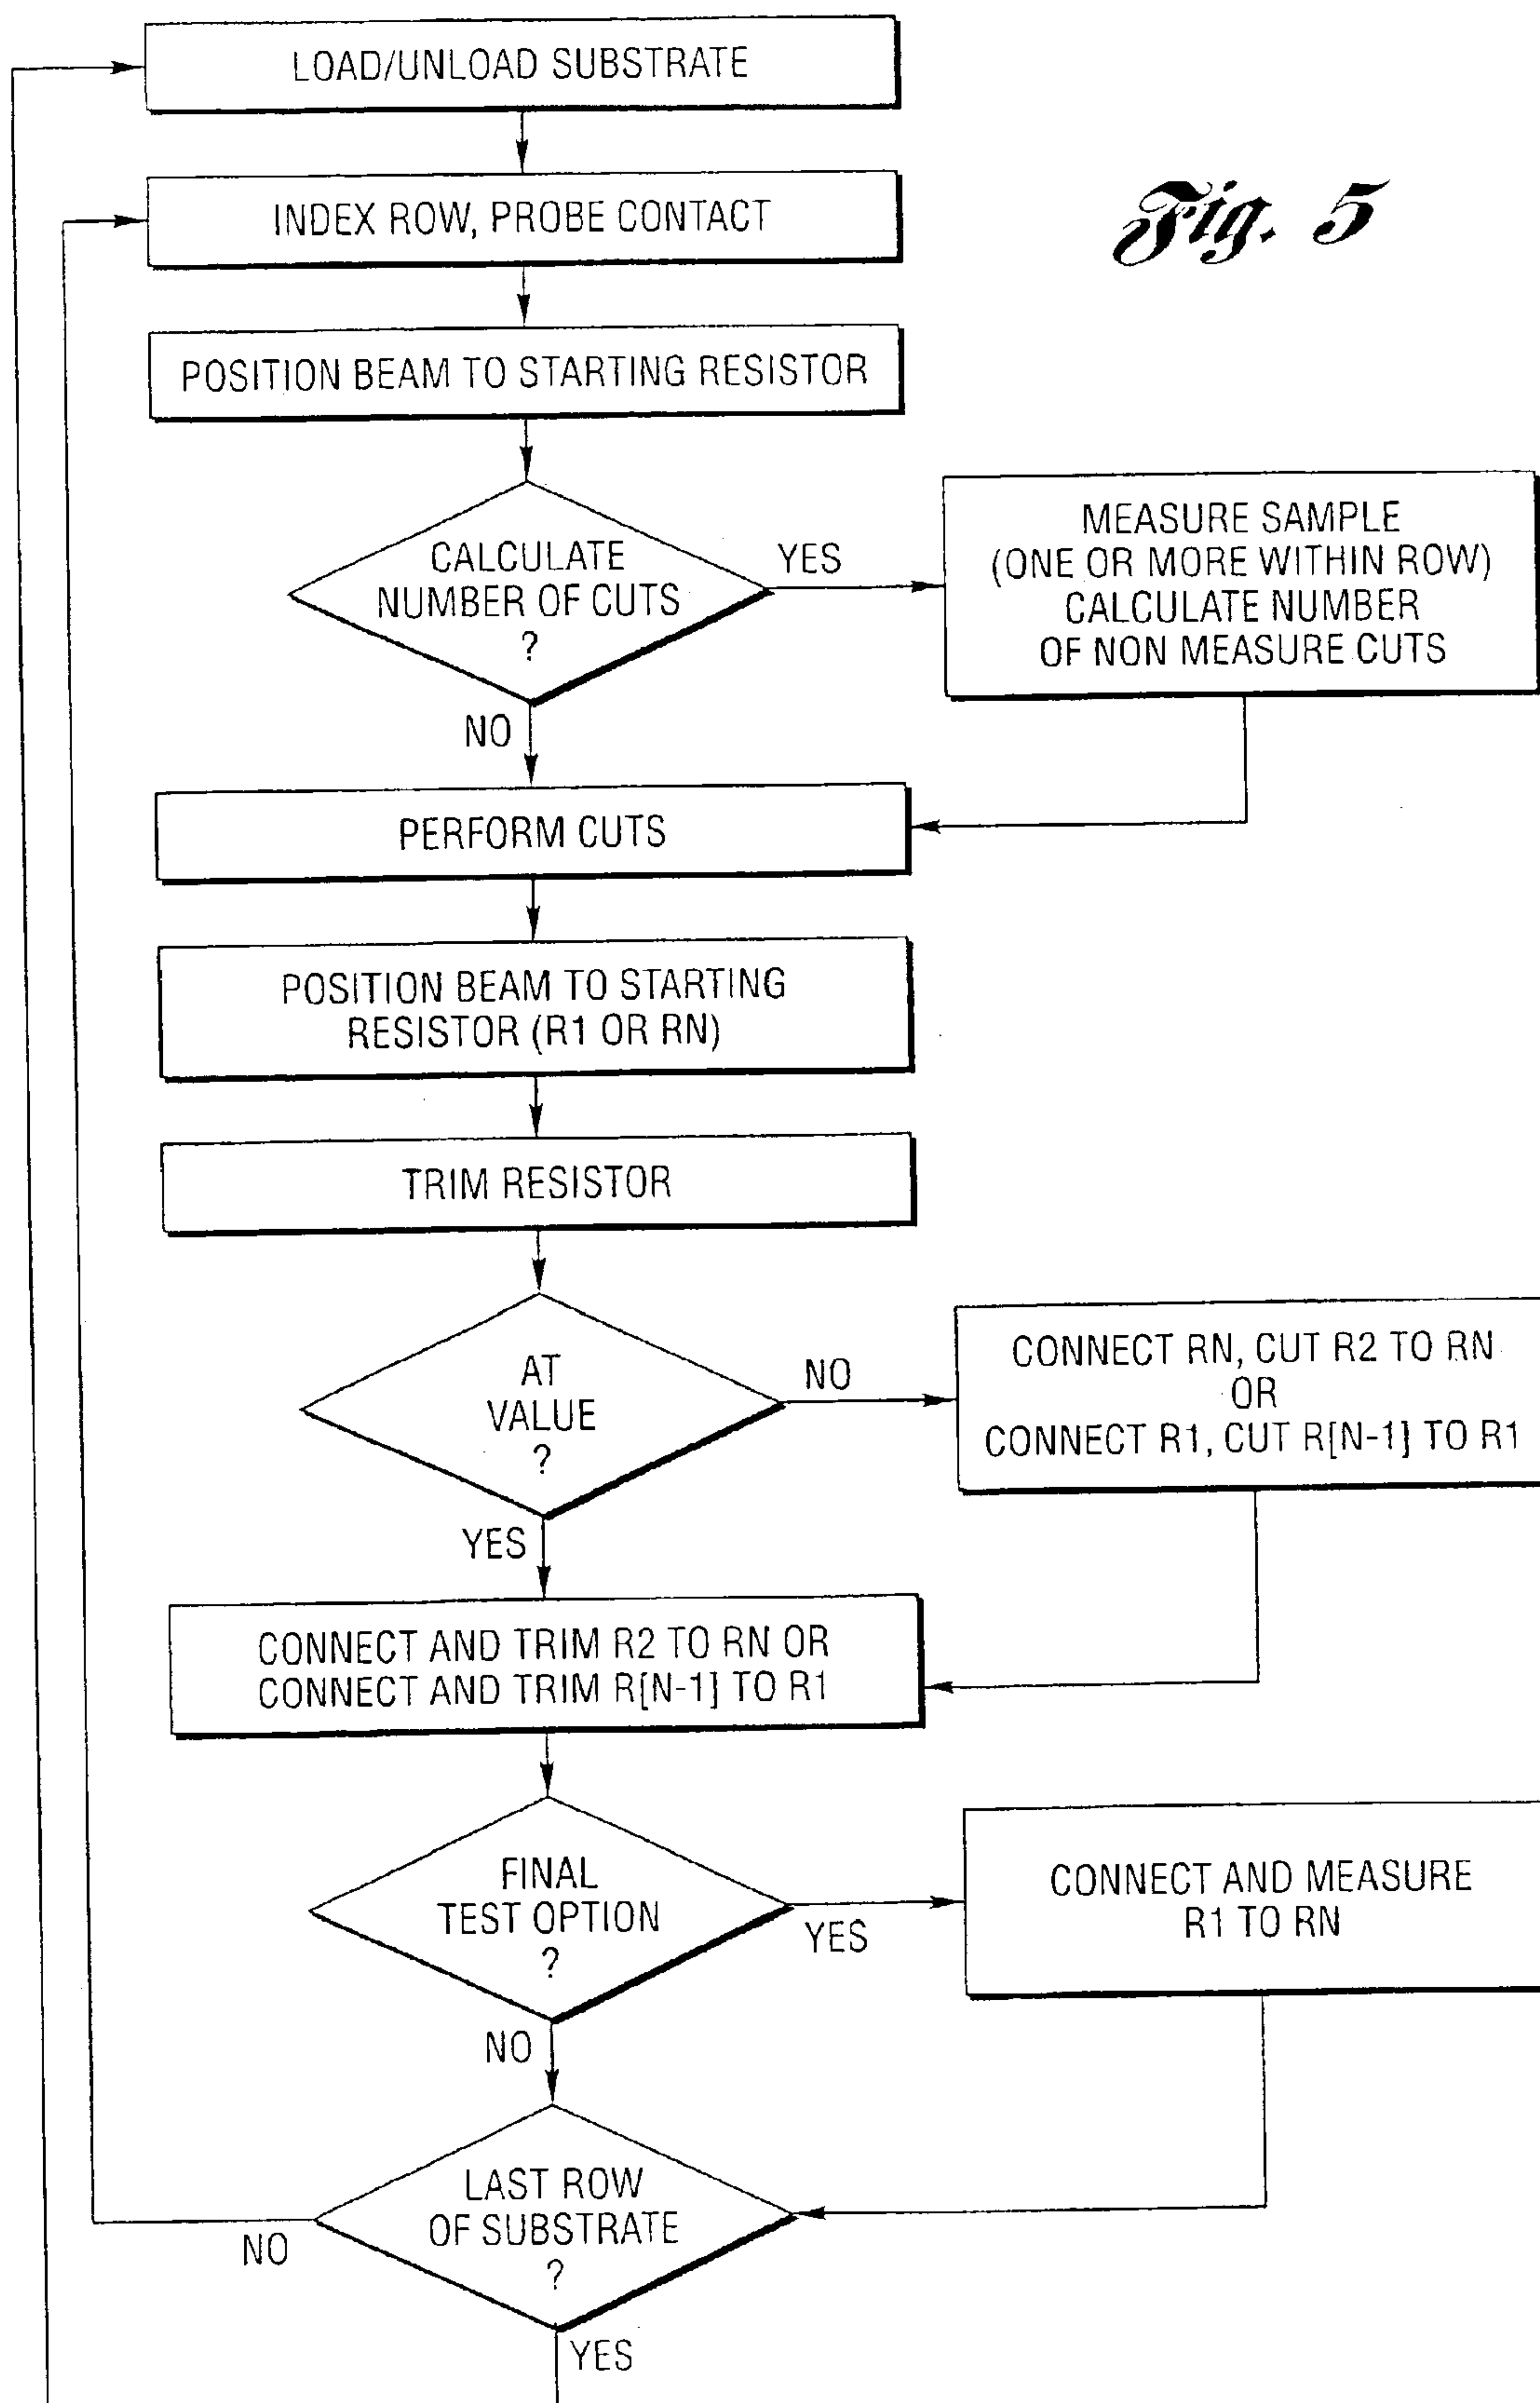 LOAD/UNLOAD SUBSTRATE
INDEX ROW, PROBE CONTACT
Fig. 5
POSITION BEAM TO STARTING RESISTOR
CALCULATE
NUMBER OF CUTS
?
YES
MEASURE SAMPLE
(ONE OR MORE WITHIN ROW)
CALCULATE NUMBER
OF NON MEASURE CUTS
NO
PERFORM CUTS
POSITION BEAM TO STARTING
RESISTOR (R1 OR RN)
TRIM RESISTOR
AT
VALUE
?
NO
CONNECT RN, CUT R2 TO RN
OR
CONNECT R1, CUT R[N-1] TO R1
YES
CONNECT AND TRIM R2 TO RN OR
CONNECT AND TRIM R[N-1] TO R1
FINAL
TEST OPTION
?
YES
CONNECT AND MEASURE
R1 TO RN
NO
LAST ROW
OF SUBSTRATE
?
NO
YES